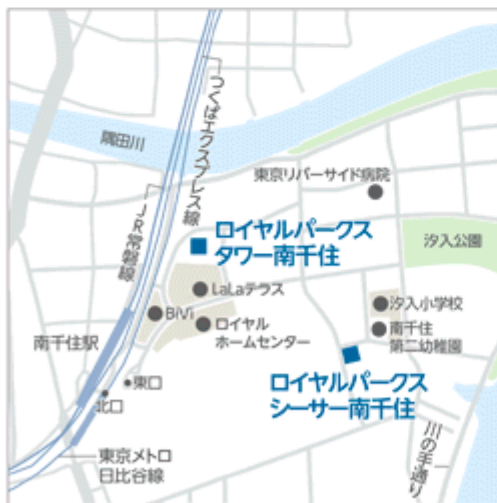 つくばエクスプレス線
隅田川
JR常磐線
東京リバーサイド病院
ロイヤルパークス
タワー南千住
汐入公園
LaLaテラス
BiVi
ロイヤル
ホームセンター
汐入小学校
南千住
第二幼稚園
南千住駅
東口
北口
ロイヤルパークス
シーサー南千住
東京メトロ
日比谷線
川の手通り